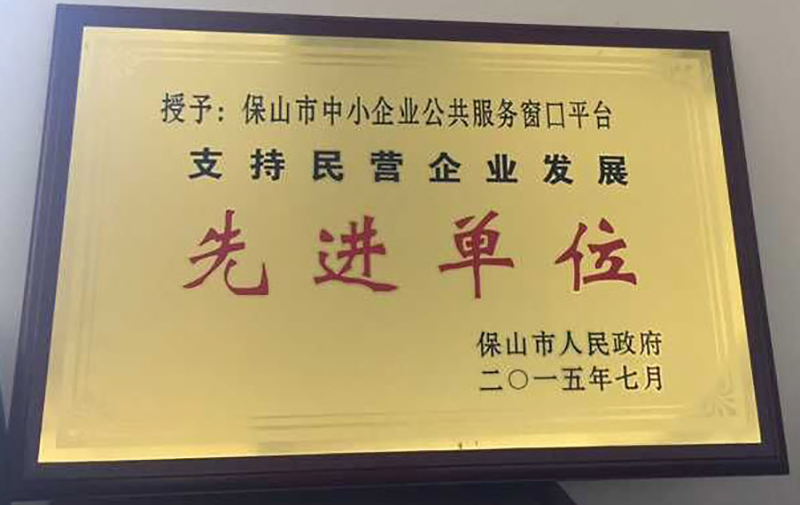 授予：保山市中小企业公共服务窗口平台
支持民营企业发展
先进单位
保山市人民政府
二〇一五年七月